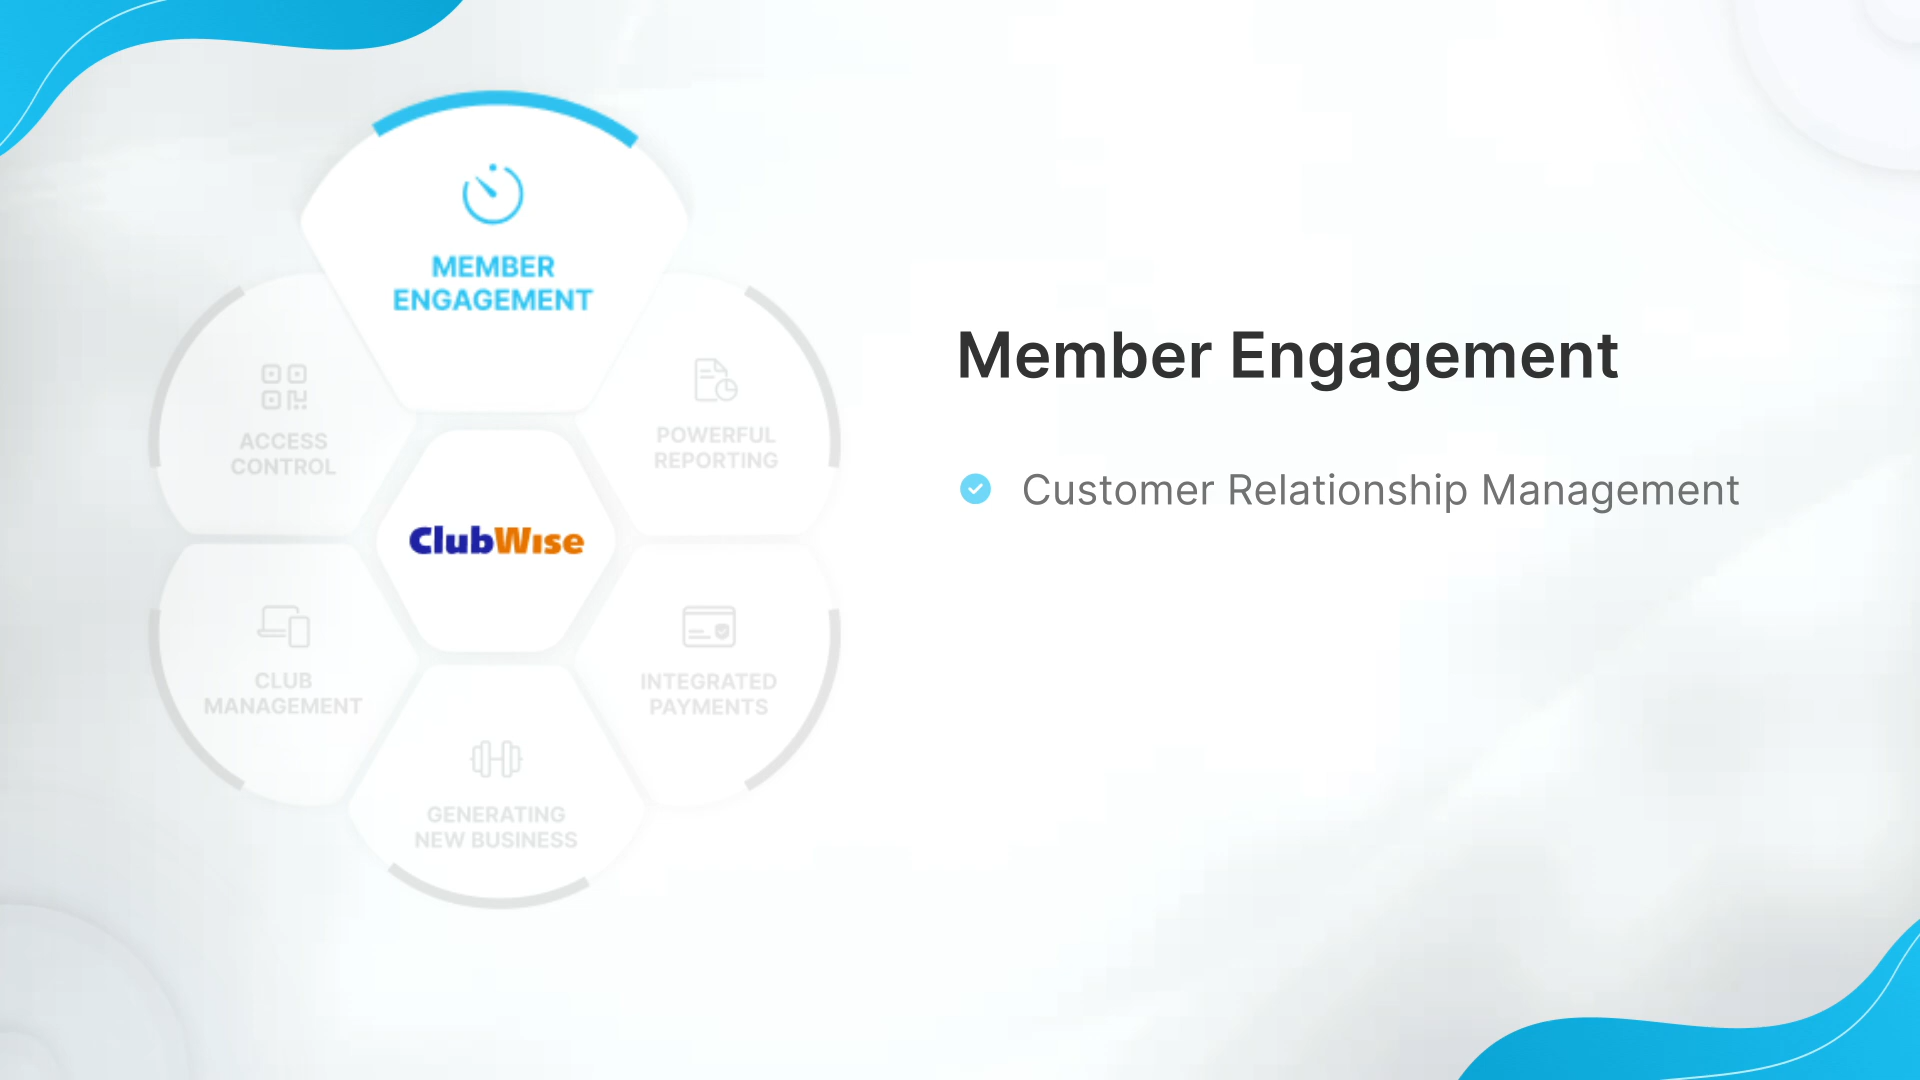 MEMBER
ENGAGEMENT
ACCESS
CONTROL
POWERFUL
REPORTING
ClubWise
CLUB
MANAGEMENT
INTEGRATED
PAYMENTS
GENERATING
NEW BUSINESS
Member Engagement
Customer Relationship Management